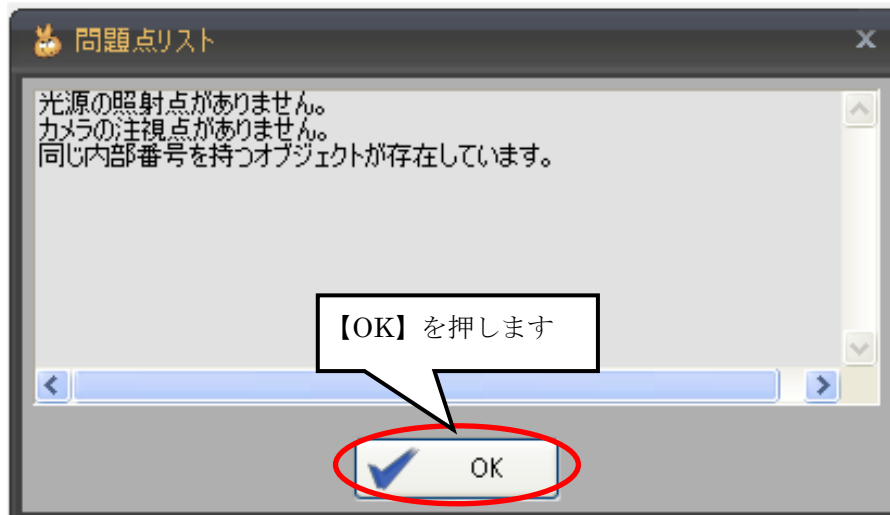 問題点リスト
光源の照射点がありません。
カメラの注視点がありません。
同じ内部番号を持つオブジェクトが存在しています。
【OK】を押します
OK